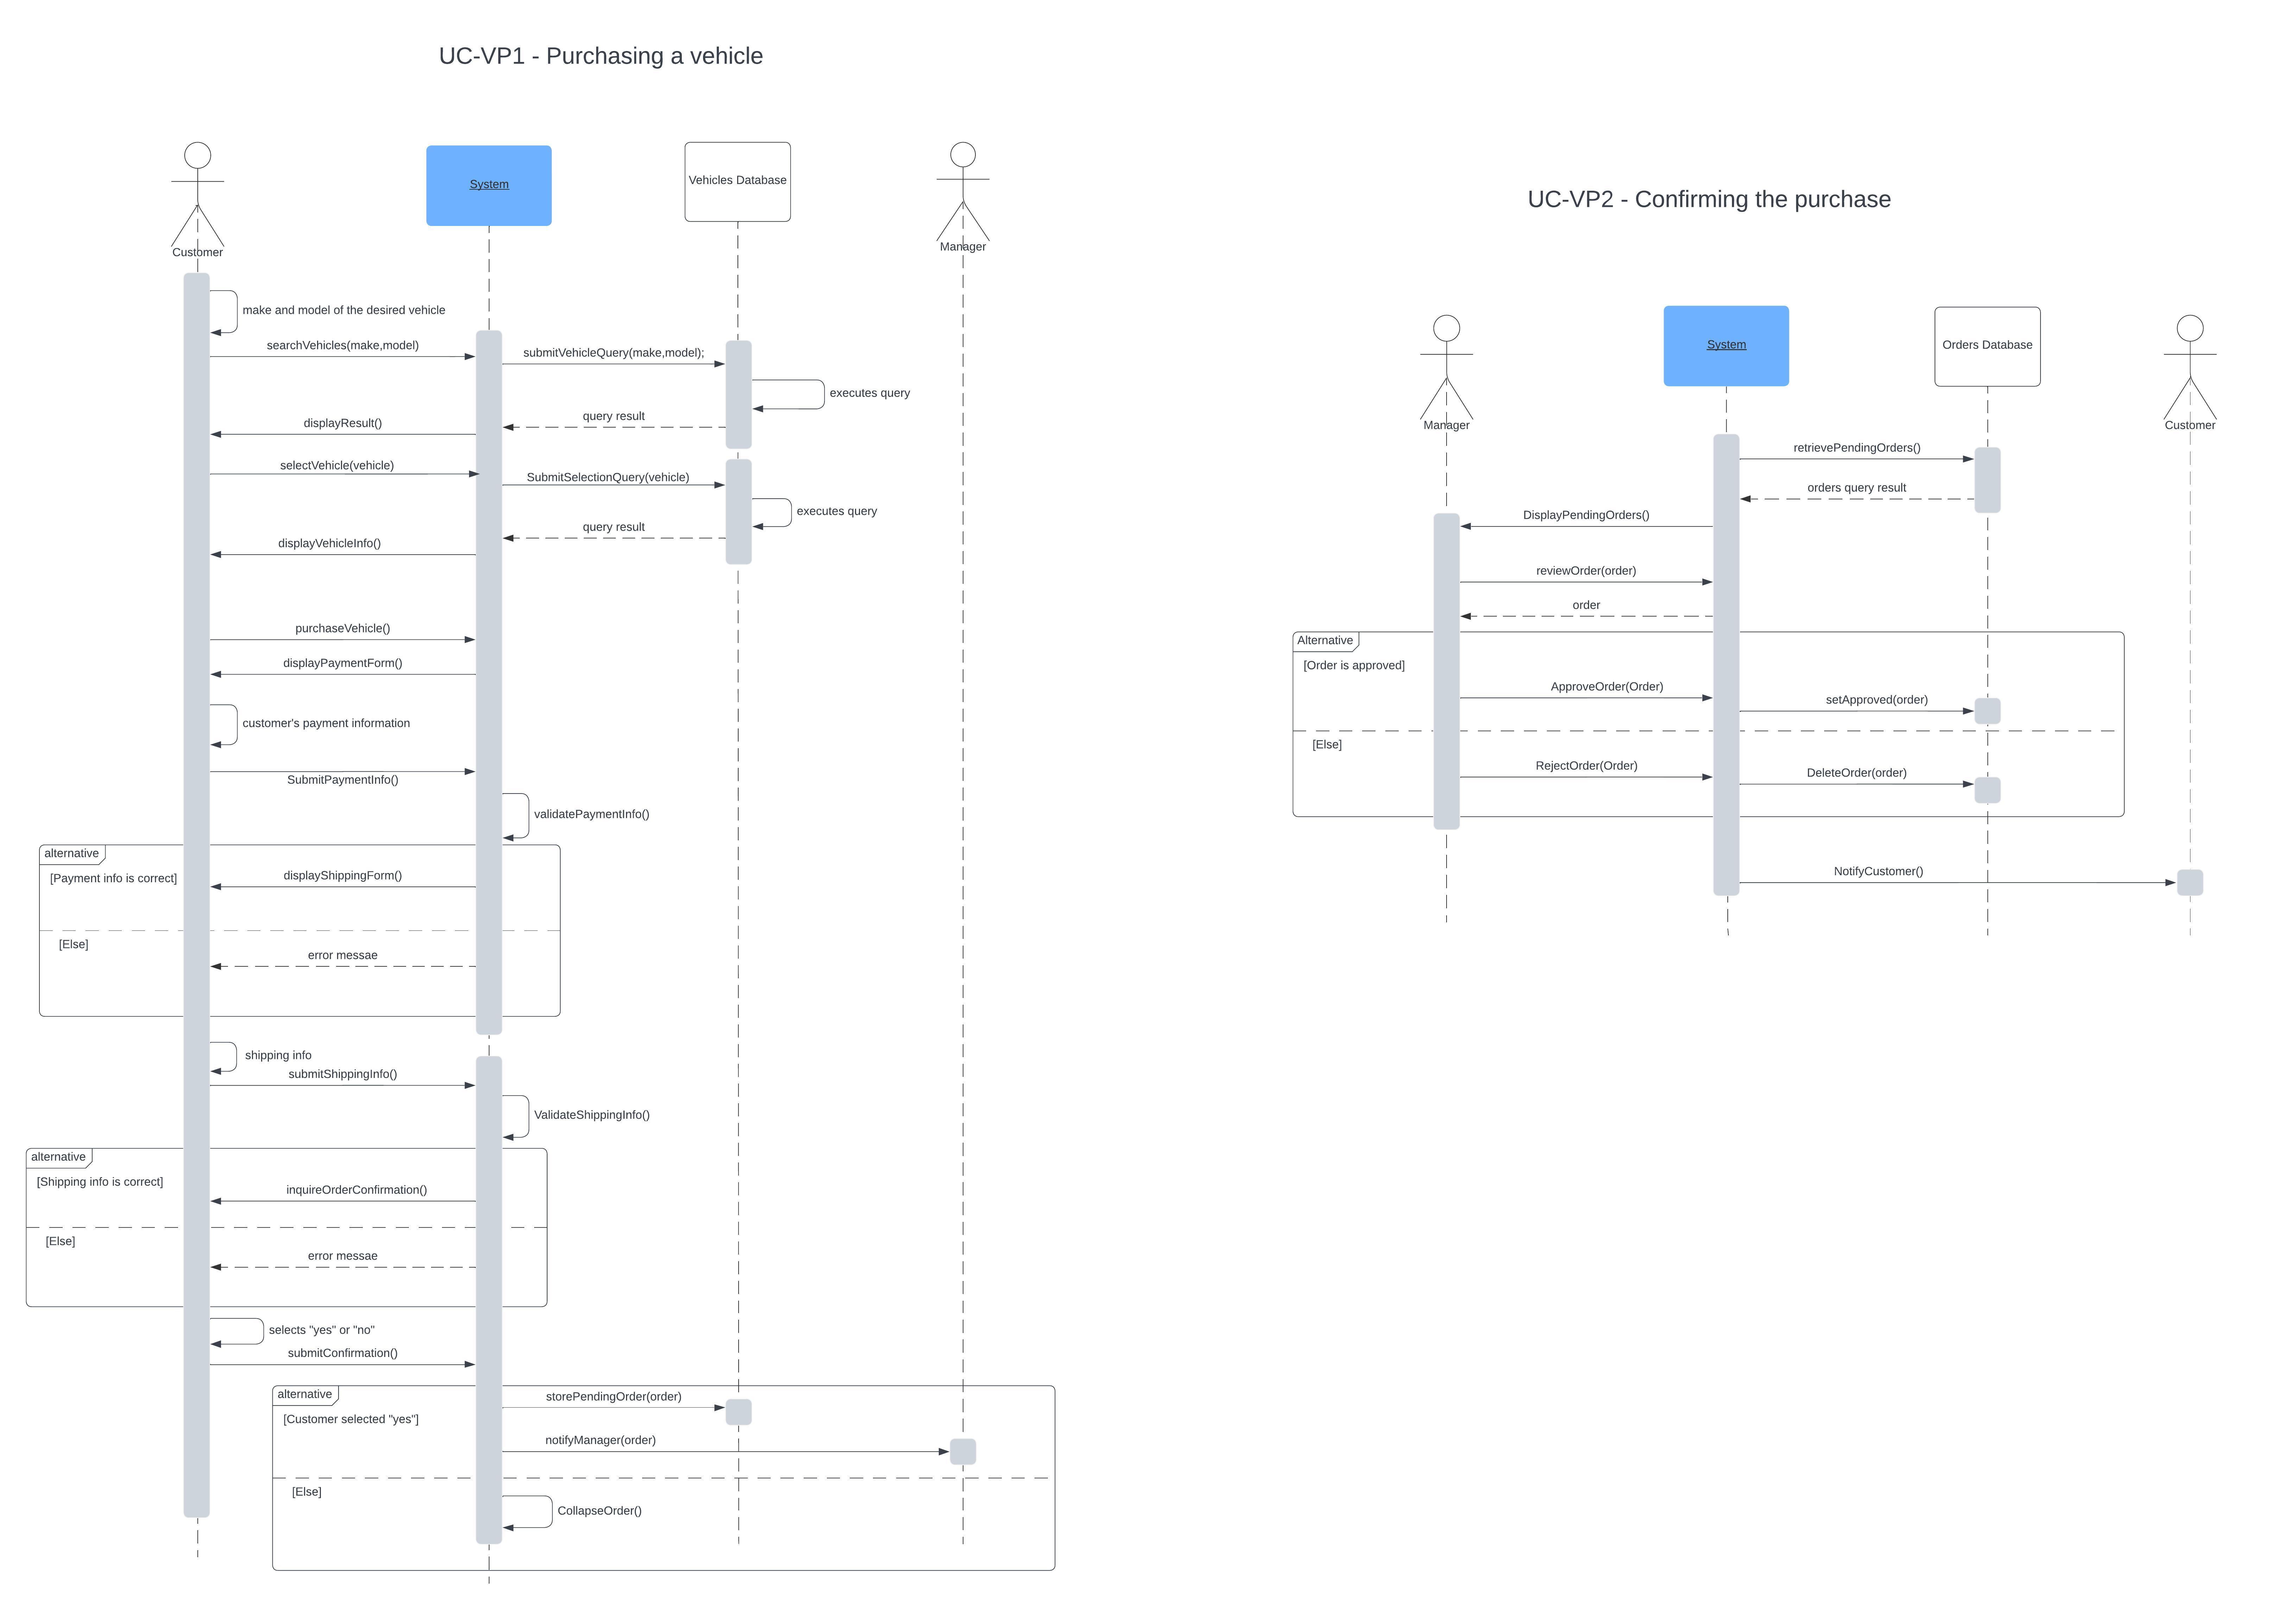 UC-VP1 - Purchasing a vehicle
Customer
System
Vehicles Database
Manager
make and model of the desired vehicle
searchVehicles(make,model)
submitVehicleQuery(make,model);
executes query
query result
displayResult()
selectVehicle(vehicle)
SubmitSelectionQuery(vehicle)
executes query
query result
displayVehicleInfo()
purchaseVehicle()
displayPaymentForm()
customer's payment information
SubmitPaymentInfo()
validatePaymentInfo()
alternative
[Payment info is correct]
displayShippingForm()
[Else]
error messae
shipping info
submitShippingInfo()
ValidateShippingInfo()
alternative
[Shipping info is correct]
inquireOrderConfirmation()
[Else]
error messae
selects "yes" or "no"
submitConfirmation()
alternative
[Customer selected "yes"]
storePendingOrder(order)
notifyManager(order)
[Else]
CollapseOrder()
UC-VP2 - Confirming the purchase
Manager
System
Orders Database
Customer
retrievePendingOrders()
orders query result
DisplayPendingOrders()
reviewOrder(order)
order
Alternative
[Order is approved]
ApproveOrder(Order)
setApproved(order)
[Else]
RejectOrder(Order)
DeleteOrder(order)
NotifyCustomer()